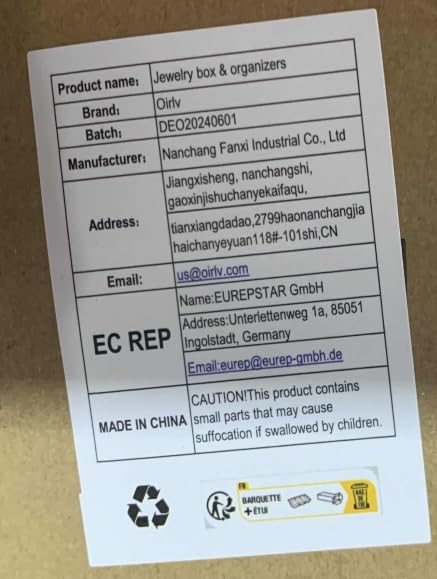 Product name: Jewelry box & organizers
Brand: Oirlv
Batch: DEO20240601
Manufacturer: Nanchang Fanxi Industrial Co., Ltd
Address: Jiangxisheng, nanchangshi,
gaoxinjishuchanyekaifaqu,
tianxiangdadao,2799haonanchangjia
haichanyeyuan118#-101shi,CN
Email: us@oirlv.com
EC REP
Name:EUREPSTAR GmbH
Address:Unterlettenweg 1a, 85051
Ingolstadt, Germany
Email:eurep@eurep-gmbh.de
MADE IN CHINA
CAUTION!This product contains
small parts that may cause
suffocation if swallowed by children.
FR
BARQUETTE
+ÉTUI
BAC
DE
TRI